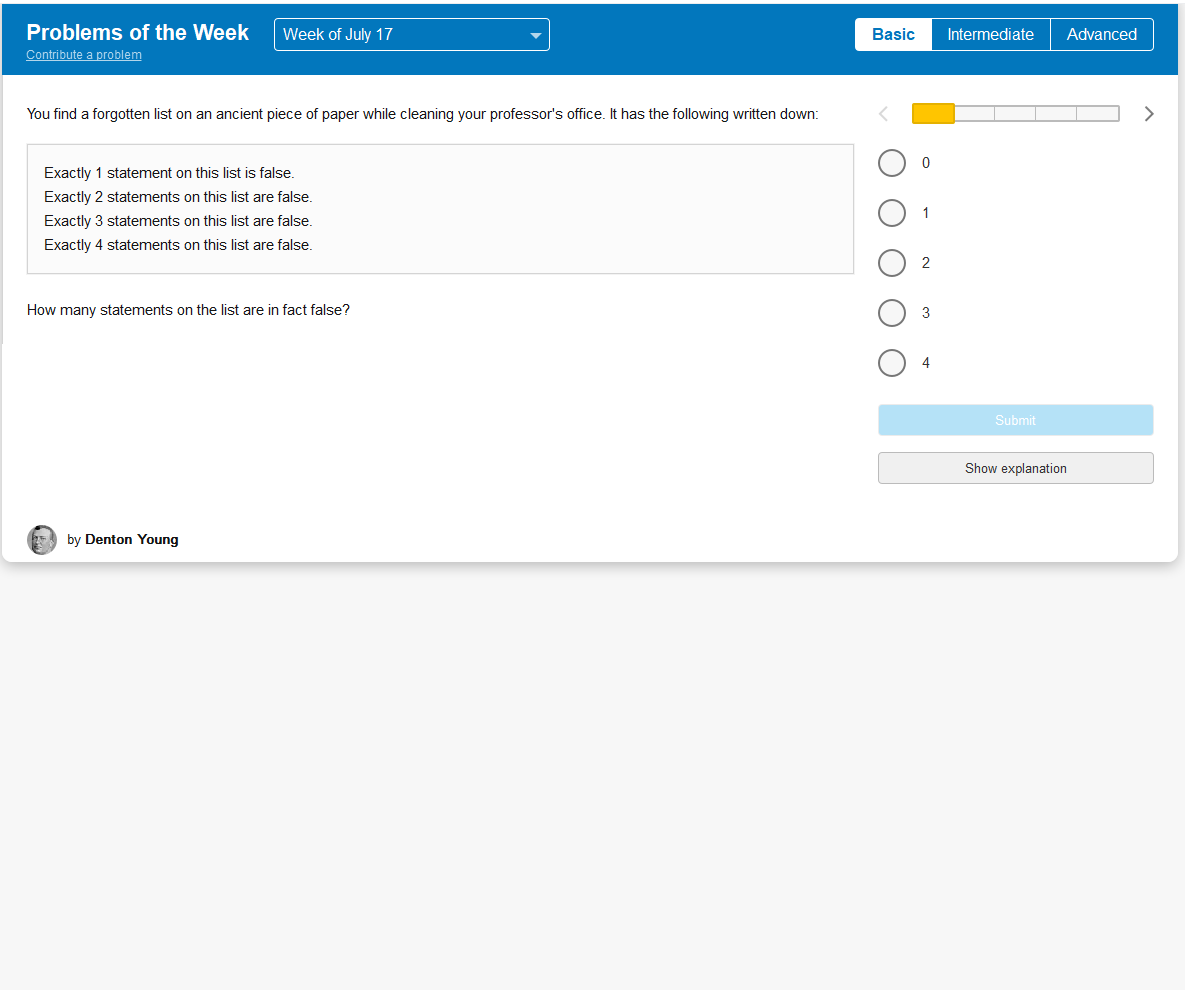 Problems of the Week
Contribute a problem
Week of July 17
Basic
Intermediate
Advanced
You find a forgotten list on an ancient piece of paper while cleaning your professor's office. It has the following written down:
Exactly 1 statement on this list is false.
Exactly 2 statements on this list are false.
Exactly 3 statements on this list are false.
Exactly 4 statements on this list are false.
How many statements on the list are in fact false?
0
1
2
3
4
Submit
Show explanation
by Denton Young